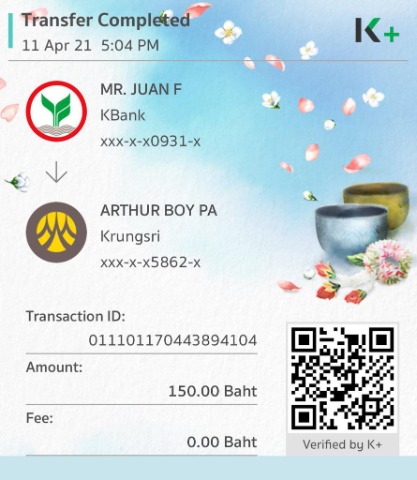 Transfer Completed
11 Apr 21 5:04 PM
K+
MR. JUAN F
KBank
xxx-x-x0931-x
ARTHUR BOY PA
Krungsri
xxx-x-x5862-x
Transaction ID:
011101170443894104
Amount:
150.00 Baht
Fee:
0.00 Baht
Verified by K+